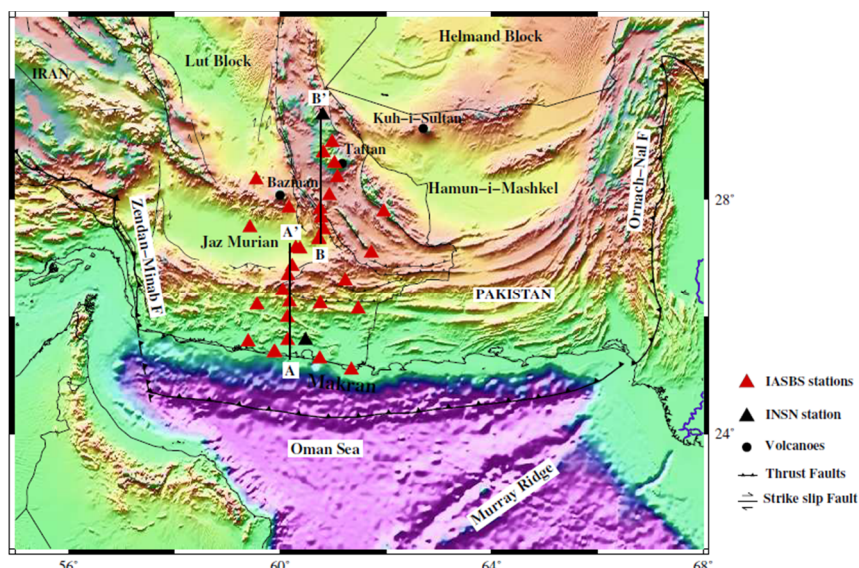 Helmand Block
Lut Block
IRAN
B'
Kuh-i-Sultan
Taftan
Bazman
Hamun-i-Mashkel
28°
Zendan-Minab F
Ornach-Nal F
Jaz Murian
A'
B
PAKISTAN
A
Makran
IASBS stations
INSN station
Volcanoes
Thrust Faults
Strike slip Fault
24°
Oman Sea
Murray Ridge
56°
60°
64°
68°